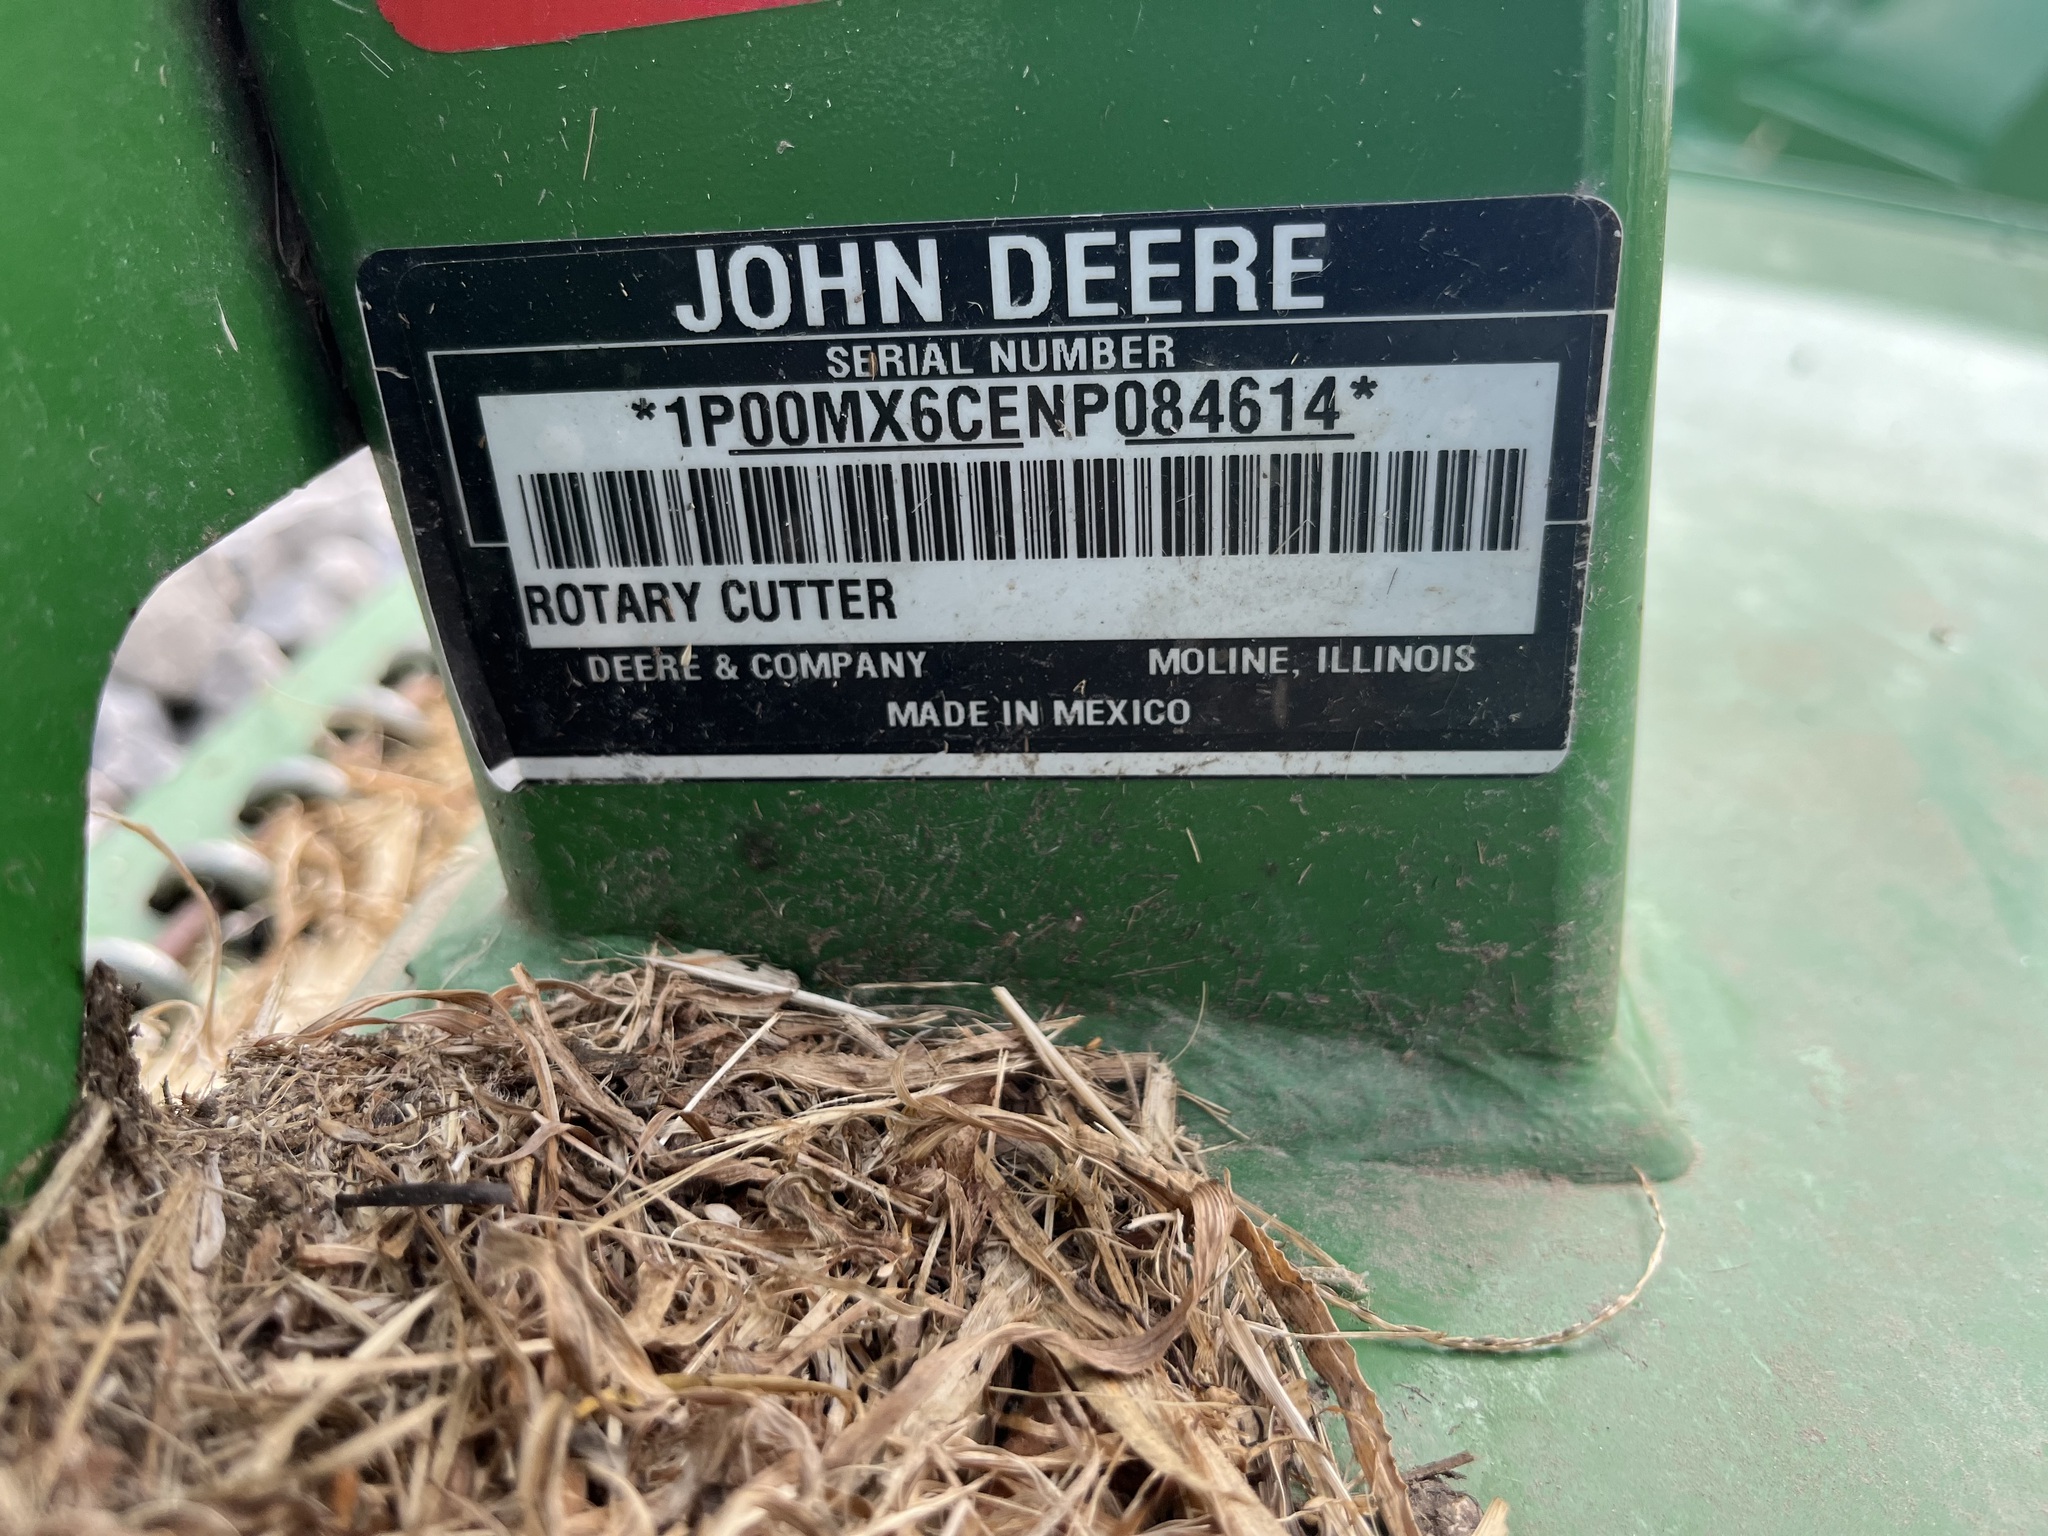 JOHN DEERE
SERIAL NUMBER
*1P00MX6CENP084614*
ROTARY CUTTER
DEERE & COMPANY MOLINE, ILLINOIS
MADE IN MEXICO